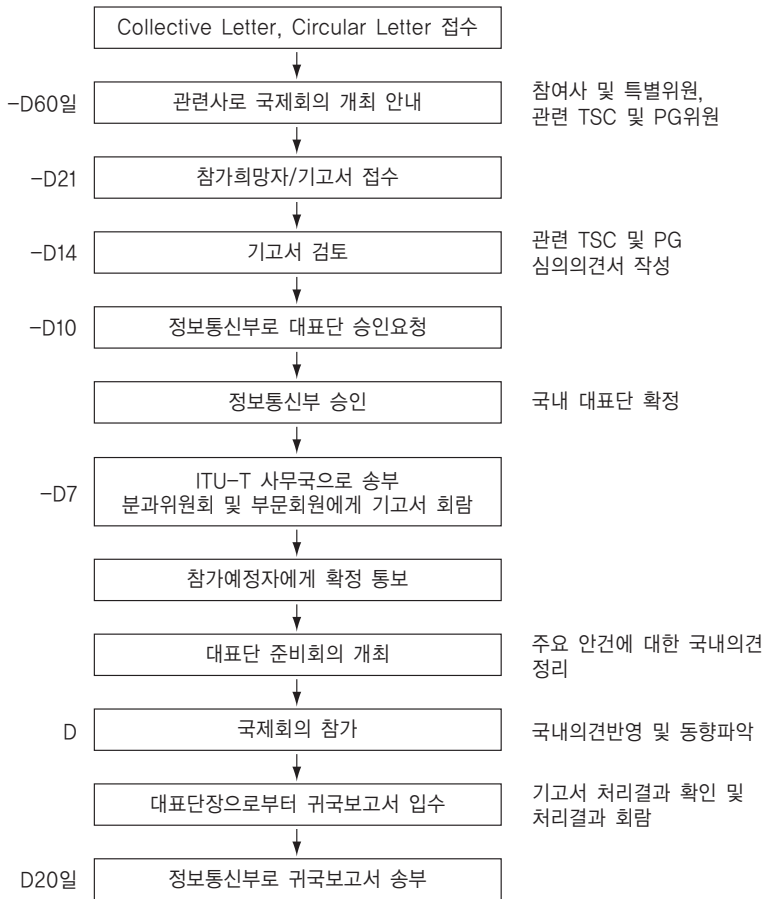 Collective Letter, Circular Letter 접수
-D60일
관련사로 국제회의 개최 안내
참여사 및 특별위원,
관련 TSC 및 PG위원
-D21
참가희망자/기고서 접수
-D14
기고서 검토
관련 TSC 및 PG
심의의견서 작성
-D10
정보통신부로 대표단 승인요청
정보통신부 승인
국내 대표단 확정
-D7
ITU-T 사무국으로 송부
분과위원회 및 부문회원에게 기고서 회람
참가예정자에게 확정 통보
대표단 준비회의 개최
주요 안건에 대한 국내의견
정리
D
국제회의 참가
국내의견반영 및 동향파악
대표단장으로부터 귀국보고서 입수
기고서 처리결과 확인 및
처리결과 회람
D20일
정보통신부로 귀국보고서 송부